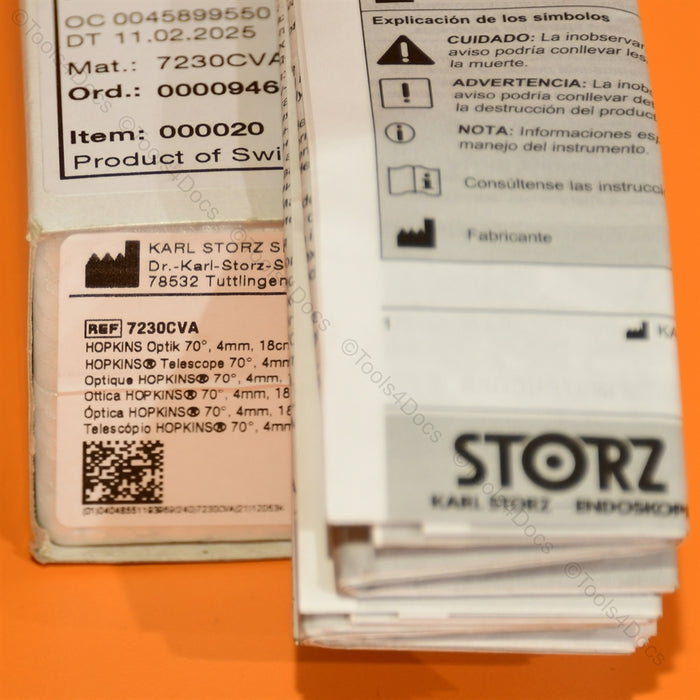 OC 0045899550
DT 11.02.2025
Mat.: 7230CVA
Ord.: 0000946
Item: 000020
Product of Swi
KARL STORZ S
Dr.-Karl-Storz-S
78532 Tuttlingen
REF 7230CVA
HOPKINS Optik 70°, 4mm, 18cm
HOPKINS® Telescope 70°, 4mm,
Optique HOPKINS® 70°, 4mm,
Ottica HOPKINS® 70°, 4mm, 18
Óptica HOPKINS® 70°, 4mm, 18
Telescópio HOPKINS® 70°, 4mm
Explicación de los símbolos
CUIDADO: La inobserva
aviso podría conllevar les
la muerte.
ADVERTENCIA: La inob
aviso podría conllevar de
la destrucción del produc
NOTA: Informaciones esp
manejo del instrumento.
Consúltense las instrucci
Fabricante
1
KA
STORZ
KARL STORZ — ENDOSKOP
©Tools4Docs